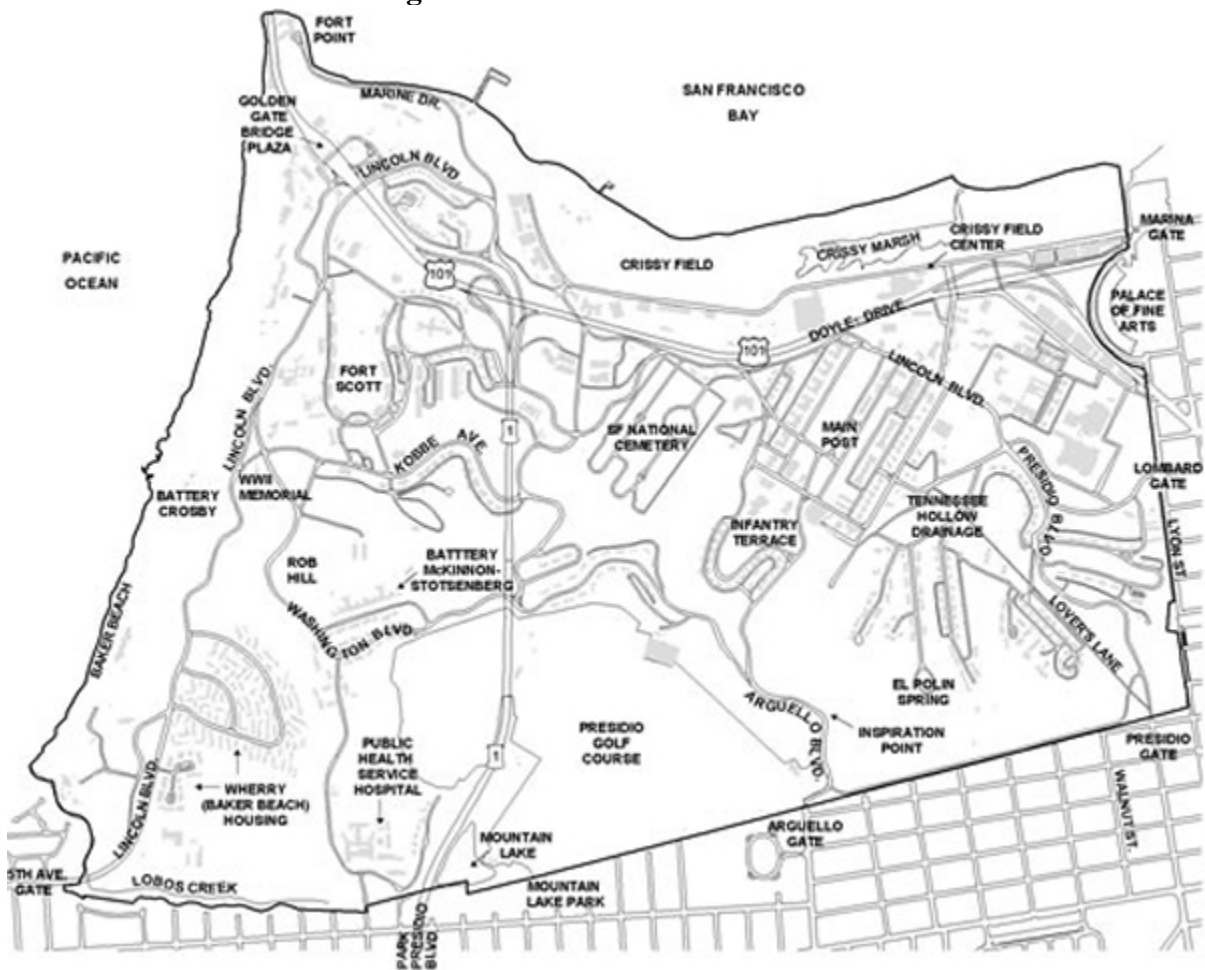 g
FORT
POINT
SAN FRANCISCO
BAY
MARINE DR.
GOLDEN
GATE
BRIDGE
PLAZA
LINCOLN BLVD.
PACIFIC
OCEAN
MARINA
GATE
CRISSY MARSH
CRISSY FIELD
CENTER
CRISSY FIELD
101
PALACE
OF FINE
ARTS
DOYLE DRIVE
101
LINCOLN BLVD.
FORT
SCOTT
LINCOLN BLVD.
1
SF NATIONAL
CEMETERY
MAIN
POST
KOBBE AVE.
PRESIDIO BLVD.
LOMBARD
GATE
WWII
MEMORIAL
BATTERY
CROSBY
TENNESSEE
HOLLOW
DRAINAGE
INFANTRY
TERRACE
LYON ST
ROB
HILL
BATTTERY
McKINNON-
STOTSENBERG
BAKER BEACH
WASHINGTON BLVD.
LOVER'S LANE
EL POLIN
SPRING
ARGUELLO BLVD.
INSPIRATION
POINT
PRESIDIO
GOLF
COURSE
PRESIDIO
GATE
PUBLIC
HEALTH
SERVICE
HOSPITAL
1
WALNUT ST.
LINCOLN BLVD.
WHERRY
(BAKER BEACH)
HOUSING
MOUNTAIN
LAKE
ARGUELLO
GATE
5TH AVE.
GATE
LOBOS CREEK
MOUNTAIN
LAKE PARK
PARK
PRESIDIO
BLVD.